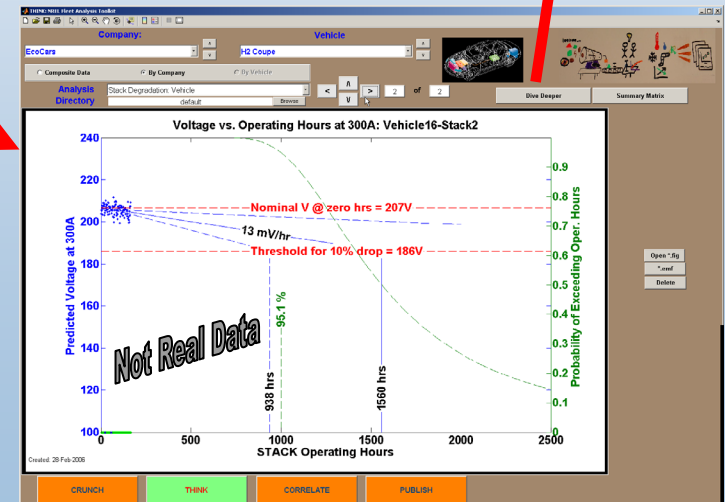 THINK: NREL Fleet Analysis Toolkit
Company:
Vehicle
EcoCars
H2 Coupe
Composite Data
By Company
By Vehicle
Analysis
Stack Degradation: Vehicle
<
Λ
V
>
2 of 2
Dive Deeper
Summary Matrix
Directory
default
Browse
Voltage vs. Operating Hours at 300A: Vehicle16-Stack2
240
220
200
180
160
140
120
100
Predicted Voltage at 300A
Nominal V @ zero hrs = 207V
13 mV/hr
Threshold for 10% drop = 186V
Not Real Data
95.1 %
938 hrs
1560 hrs
0.9
0.8
0.7
0.6
0.5
0.4
0.3
0.2
0.1
0
Probability of Exceeding Oper. Hours
0 500 1000 1500 2000 2500
STACK Operating Hours
Created: 28-Feb-2006
Open *.fig
*.emf
Delete
CRUNCH
THINK
CORRELATE
PUBLISH